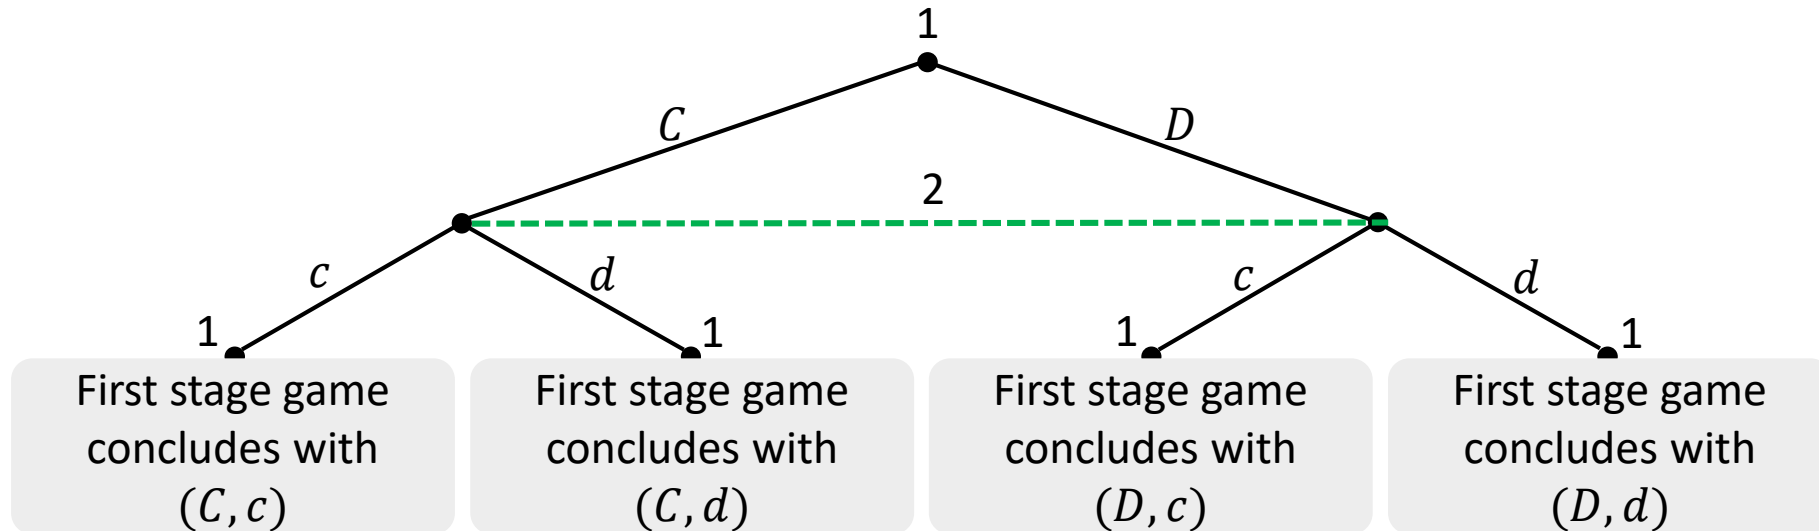 1
C
D
2
c
d
c
d
1
1
1
1
First stage game
concludes with
(C, c)
First stage game
concludes with
(C, d)
First stage game
concludes with
(D, c)
First stage game
concludes with
(D, d)